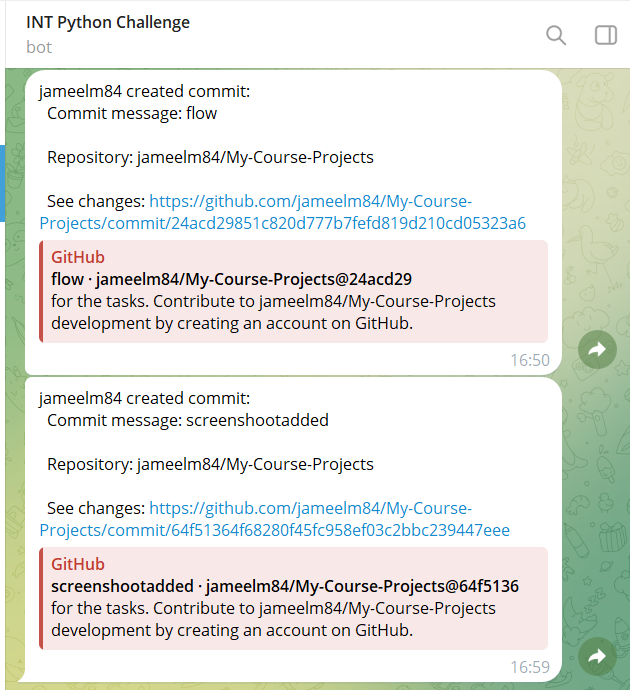 INT Python Challenge
bot
jameelm84 created commit:
Commit message: flow
Repository: jameelm84/My-Course-Projects
See changes: https://github.com/jameelm84/My-Course-
Projects/commit/24acd29851c820d777b7fefd819d210cd05323a6
GitHub
flow · jameelm84/My-Course-Projects@24acd29
for the tasks. Contribute to jameelm84/My-Course-Projects
development by creating an account on GitHub.
16:50
jameelm84 created commit:
Commit message: screenshootadded
Repository: jameelm84/My-Course-Projects
See changes: https://github.com/jameelm84/My-Course-
Projects/commit/64f51364f68280f45fc958ef03c2bbc239447eee
GitHub
screenshootadded · jameelm84/My-Course-Projects@64f5136
for the tasks. Contribute to jameelm84/My-Course-Projects
development by creating an account on GitHub.
16:59